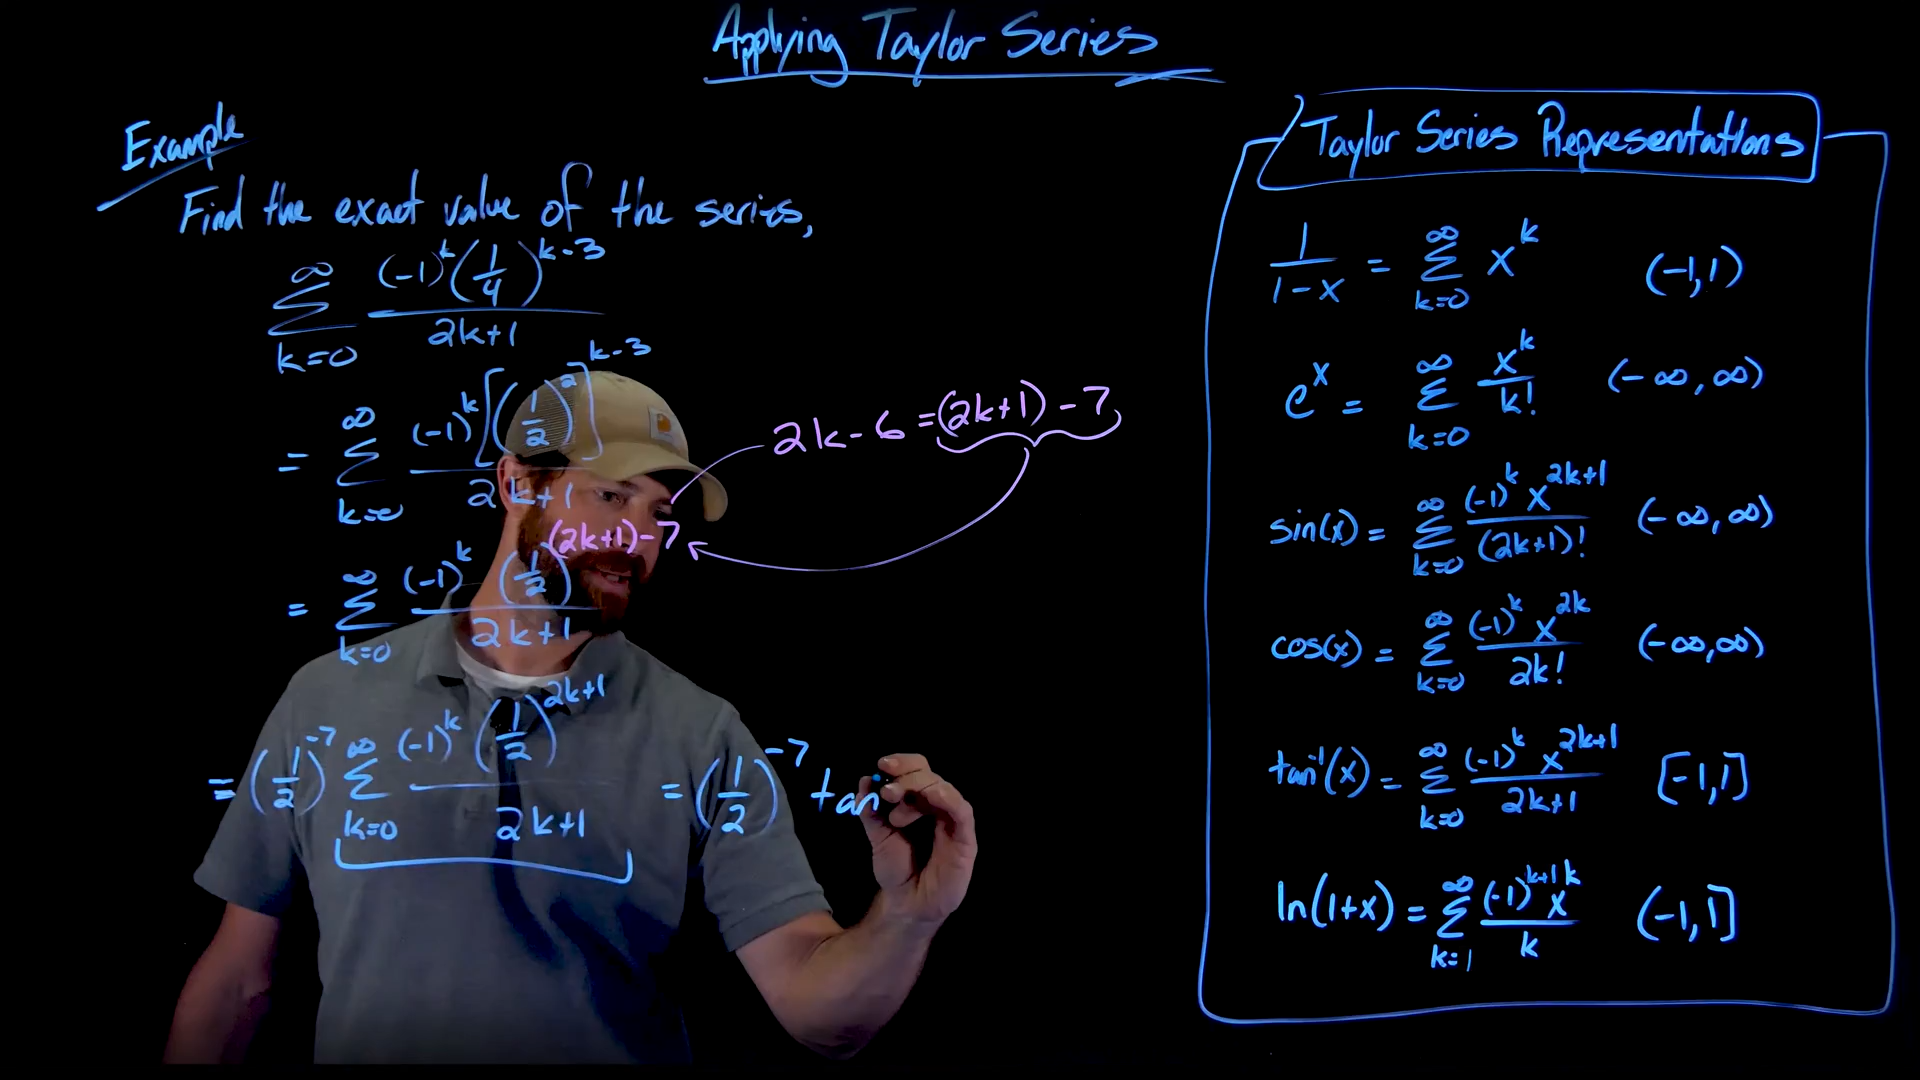 Applying Taylor Series
Example
Find the exact value of the series,
∞ Σ k=0 (-1)^k (1/4)^(k-3) / 2k+1
= ∞ Σ k=0 (-1)^k [(1/2)^2]^(k-3) / 2k+1
2k-6 = (2k+1) - 7
= ∞ Σ k=0 (-1)^k (1/2)^((2k+1)-7) / 2k+1
= (1/2)^-7 ∞ Σ k=0 (-1)^k (1/2)^(2k+1) / 2k+1 = (1/2)^-7 tan
Taylor Series Representations
1/(1-x) = ∞ Σ k=0 x^k (-1,1)
e^x = ∞ Σ k=0 x^k / k! (-∞,∞)
sin(x) = ∞ Σ k=0 (-1)^k x^(2k+1) / (2k+1)! (-∞,∞)
cos(x) = ∞ Σ k=0 (-1)^k x^(2k) / 2k! (-∞,∞)
tan^-1(x) = ∞ Σ k=0 (-1)^k x^(2k+1) / 2k+1 [-1,1]
ln(1+x) = ∞ Σ k=1 (-1)^(k+1) x^k / k (-1,1]